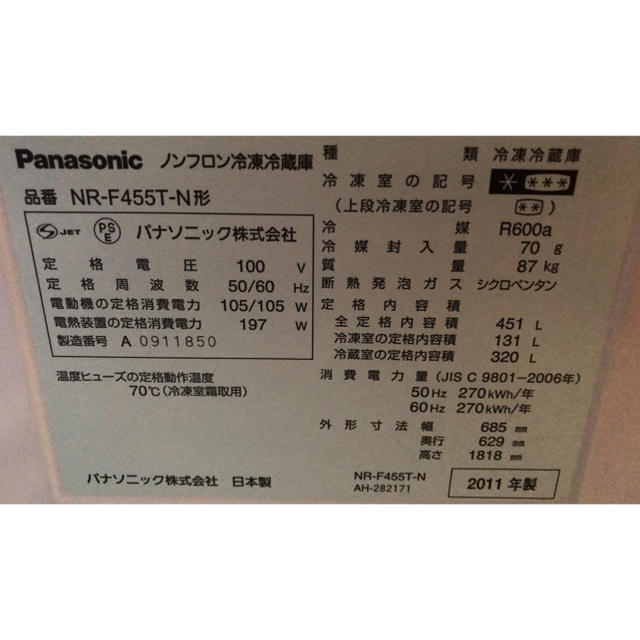 Panasonic ノンフロン冷凍冷蔵庫
品番 NR-F455T-N形
S JET PSE パナソニック株式会社
定格電圧 100 V
定格周波数 50/60 Hz
電動機の定格消費電力 105/105 W
電熱装置の定格消費電力 197 W
製造番号 A 0911850
温度ヒューズの定格動作温度
70℃(冷凍室霜取用)
パナソニック株式会社 日本製
種類 冷凍冷蔵庫
冷凍室の記号 * ***
(上段冷凍室の記号 **)
冷媒 R600a
冷媒封入量 70 g
質量 87 kg
断熱発泡ガス シクロペンタン
定格内容積
全定格内容積 451 L
冷凍室の定格内容積 131 L
冷蔵室の定格内容積 320 L
消費電力量(JIS C 9801-2006年)
50Hz 270kWh/年
60Hz 270kWh/年
外形寸法幅 685 mm
奥行 629 mm
高さ 1818 mm
NR-F455T-N
AH-282171
2011年製